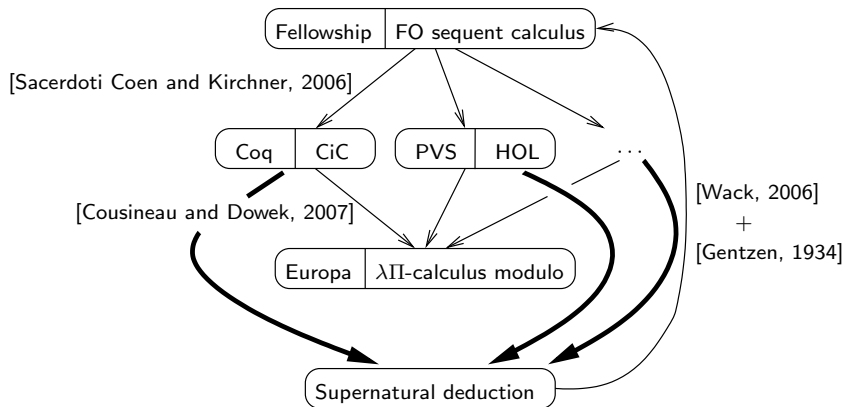 Fellowship FO sequent calculus
[Sacerdoti Coen and Kirchner, 2006]
Coq CiC PVS HOL ...
[Wack, 2006]
[Cousineau and Dowek, 2007] +
[Gentzen, 1934]
Europa λΠ-calculus modulo
Supernatural deduction